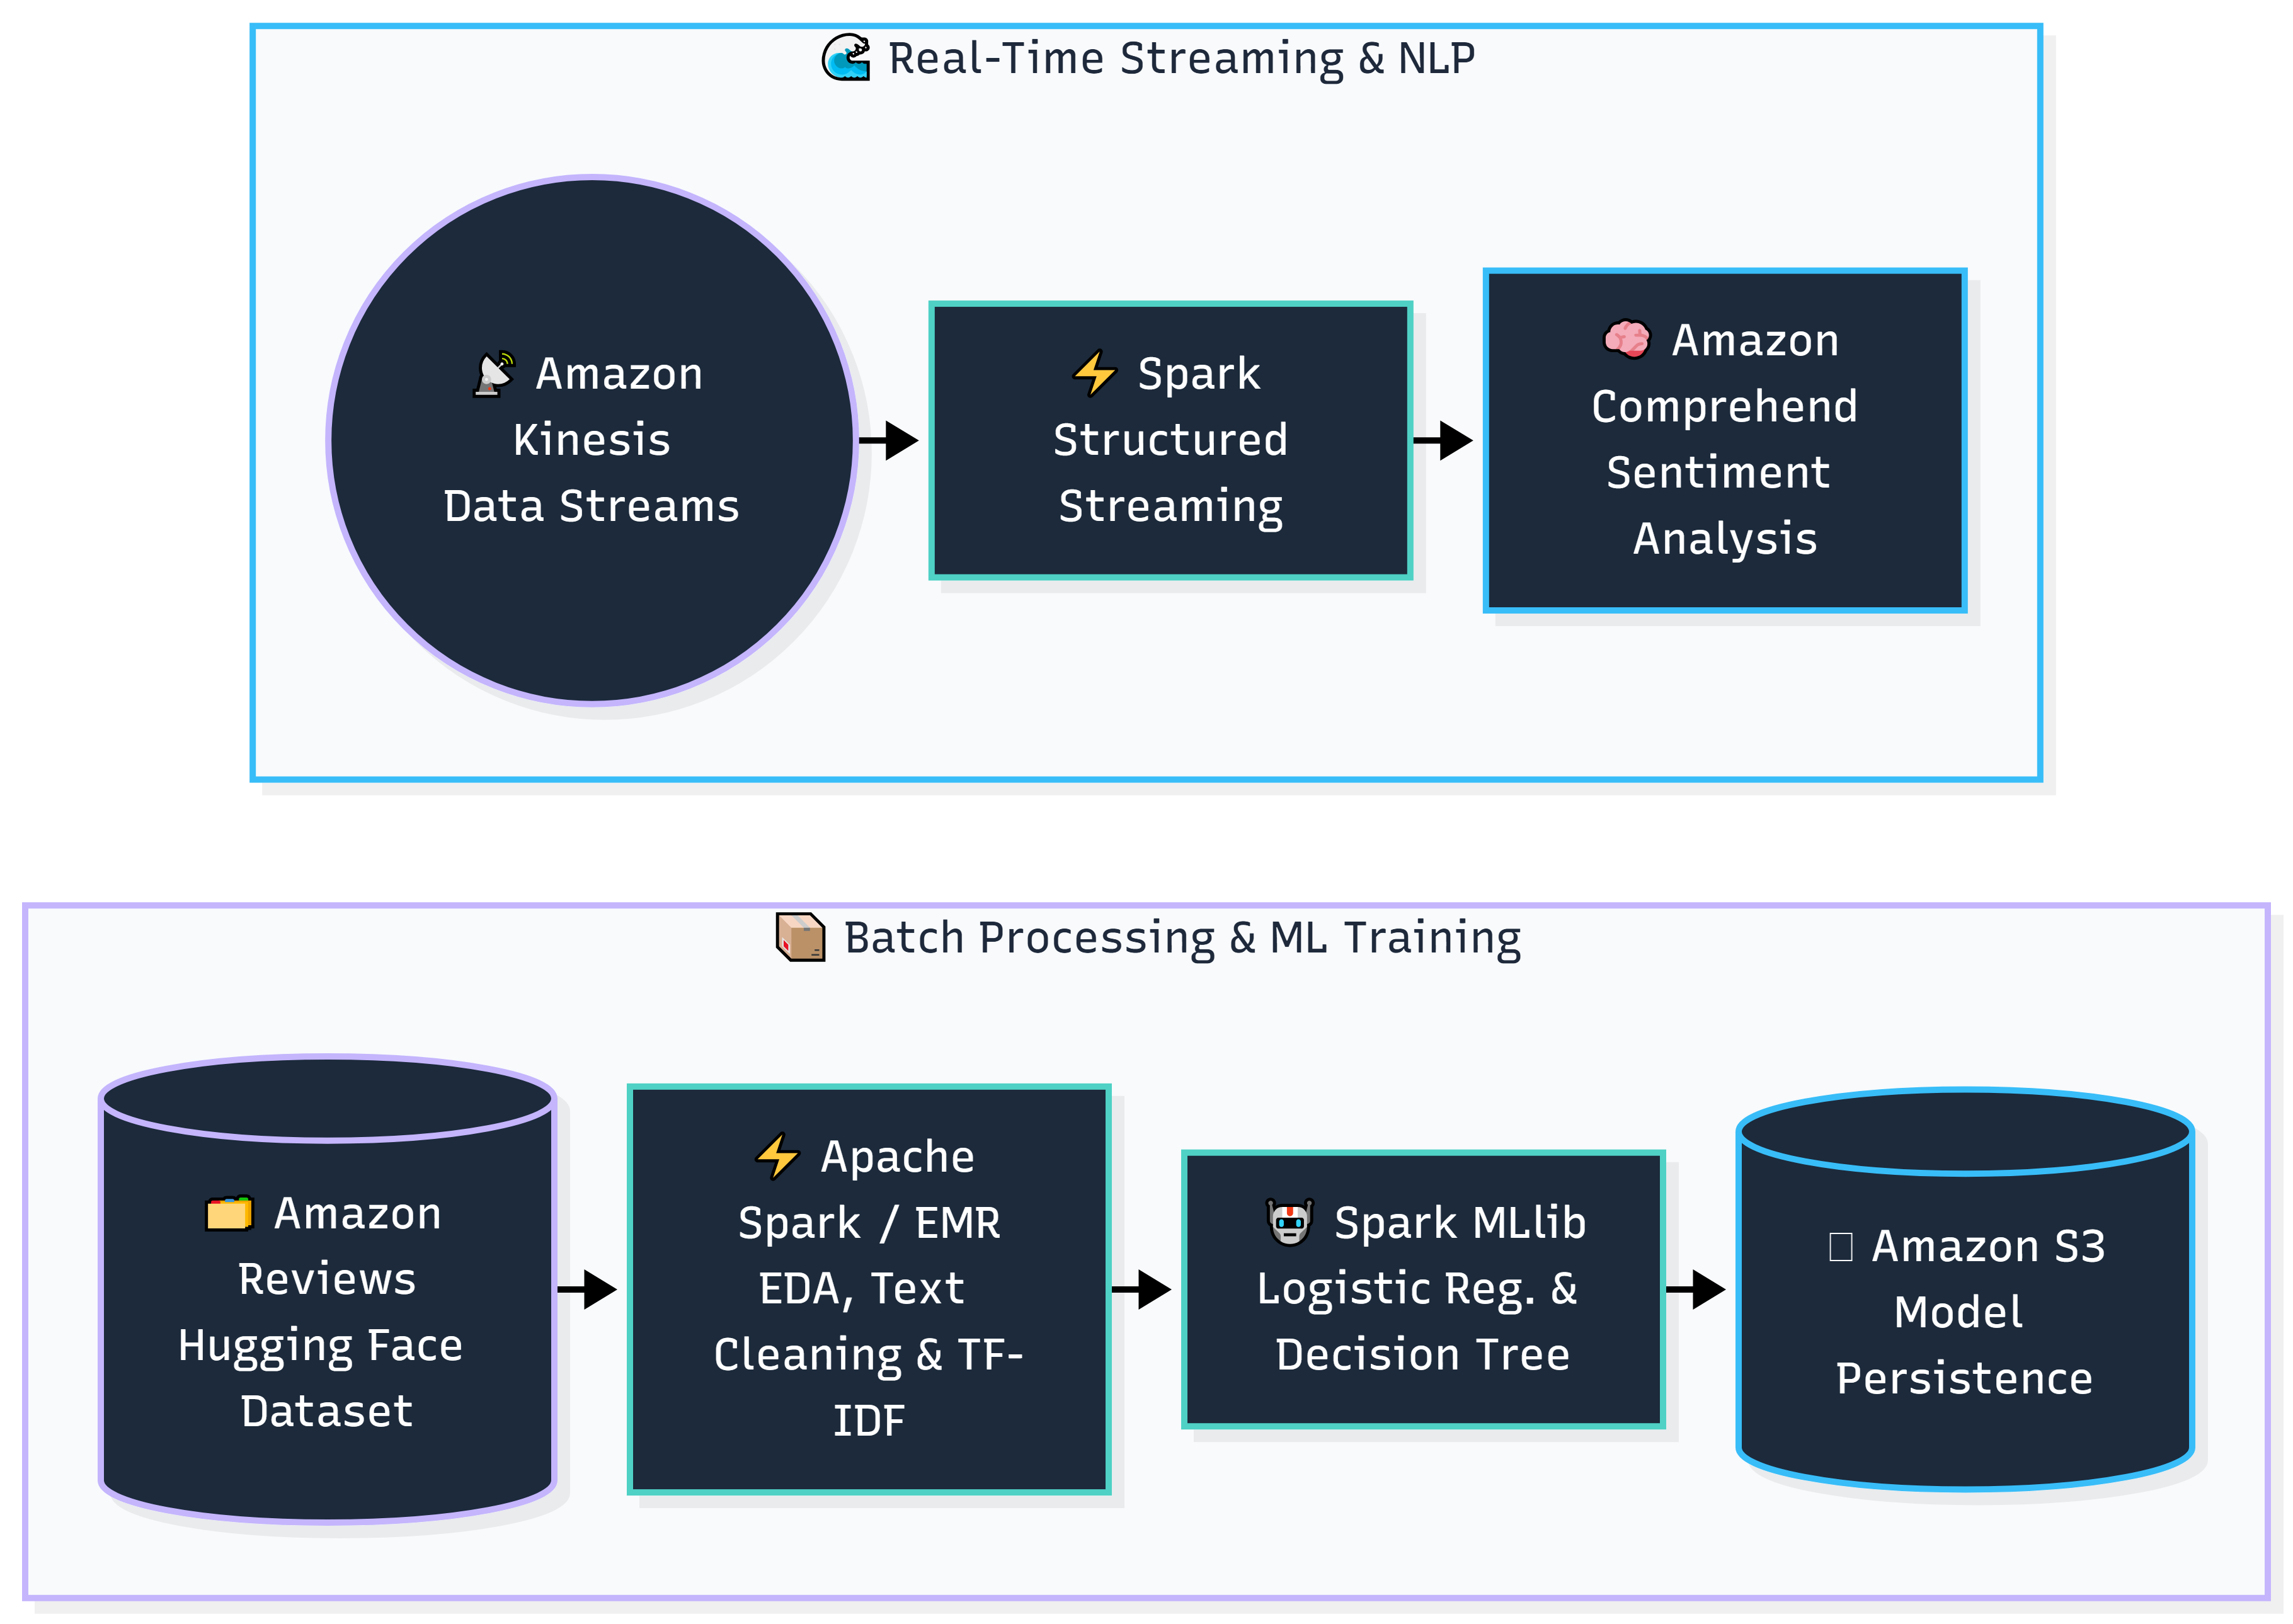 Real-Time Streaming & NLP
Amazon
Kinesis
Data Streams
Spark
Structured
Streaming
Amazon
Comprehend
Sentiment
Analysis
Batch Processing & ML Training
Amazon
Reviews
Hugging Face
Dataset
Apache
Spark / EMR
EDA, Text
Cleaning & TF-
IDF
Spark MLlib
Logistic Reg. &
Decision Tree
Amazon S3
Model
Persistence